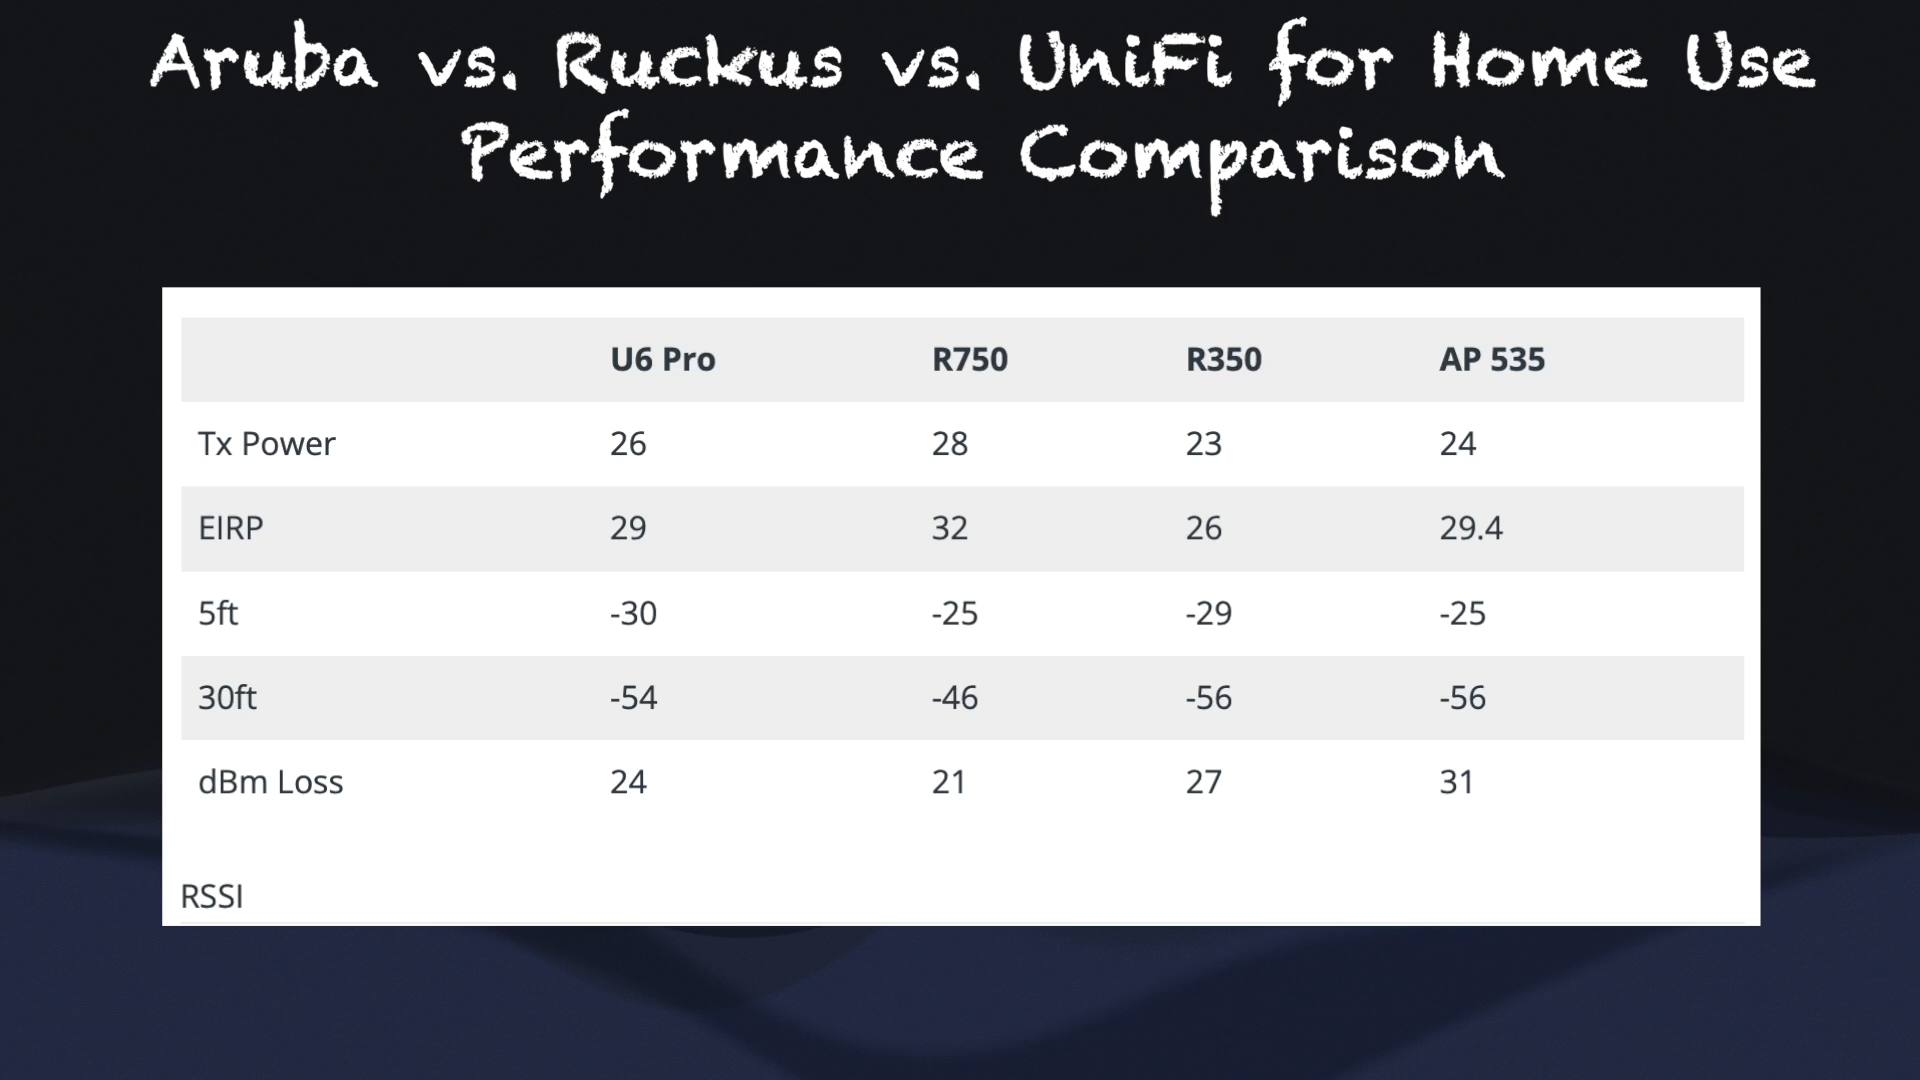 Aruba vs. Ruckus vs. UniFi for Home Use
Performance Comparison
U6 Pro R750 R350 AP 535
Tx Power 26 28 23 24
EIRP 29 32 26 29.4
5ft -30 -25 -29 -25
30ft -54 -46 -56 -56
dBm Loss 24 21 27 31
RSSI